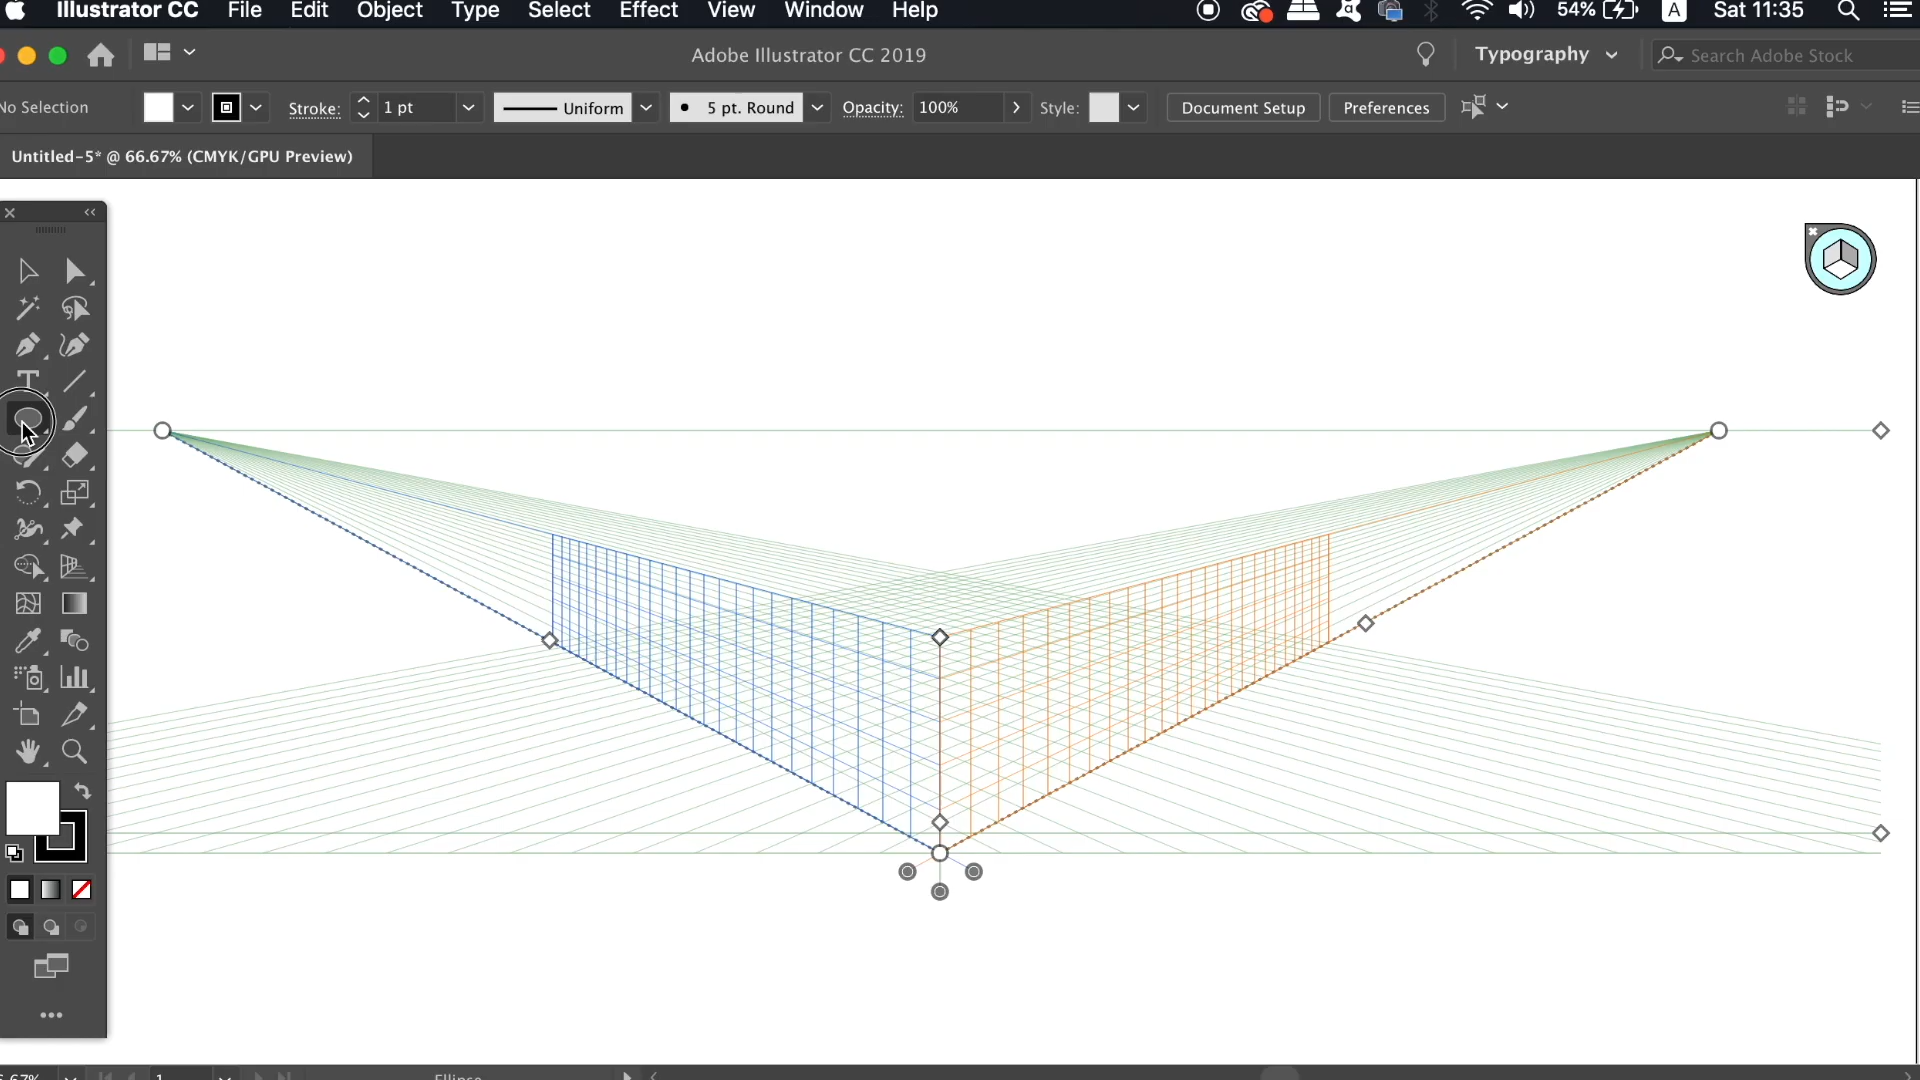 Illustrator CC File Edit Object Type Select Effect View Window Help 54% A Sat 11:35
Adobe Illustrator CC 2019 Typography Search Adobe Stock
No Selection Stroke: 1 pt Uniform 5 pt. Round Opacity: 100% Style: Document Setup Preferences
Untitled-5* @ 66.67% (CMYK/GPU Preview)
1 Ellipse